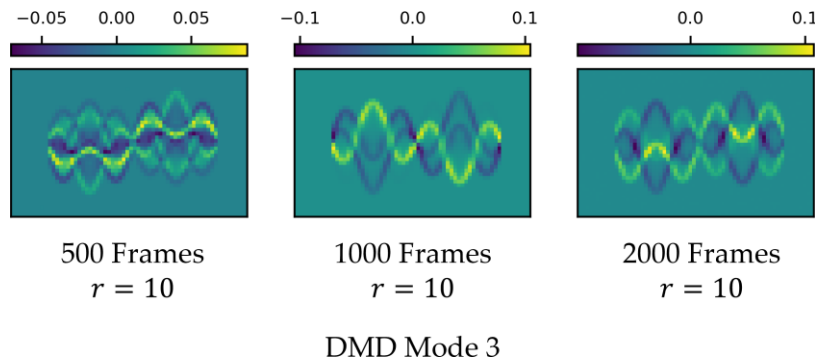 −0.05 0.00 0.05 −0.1 0.0 0.1 0.0 0.1
500 Frames 1000 Frames 2000 Frames
r = 10 r = 10 r = 10
DMD Mode 3